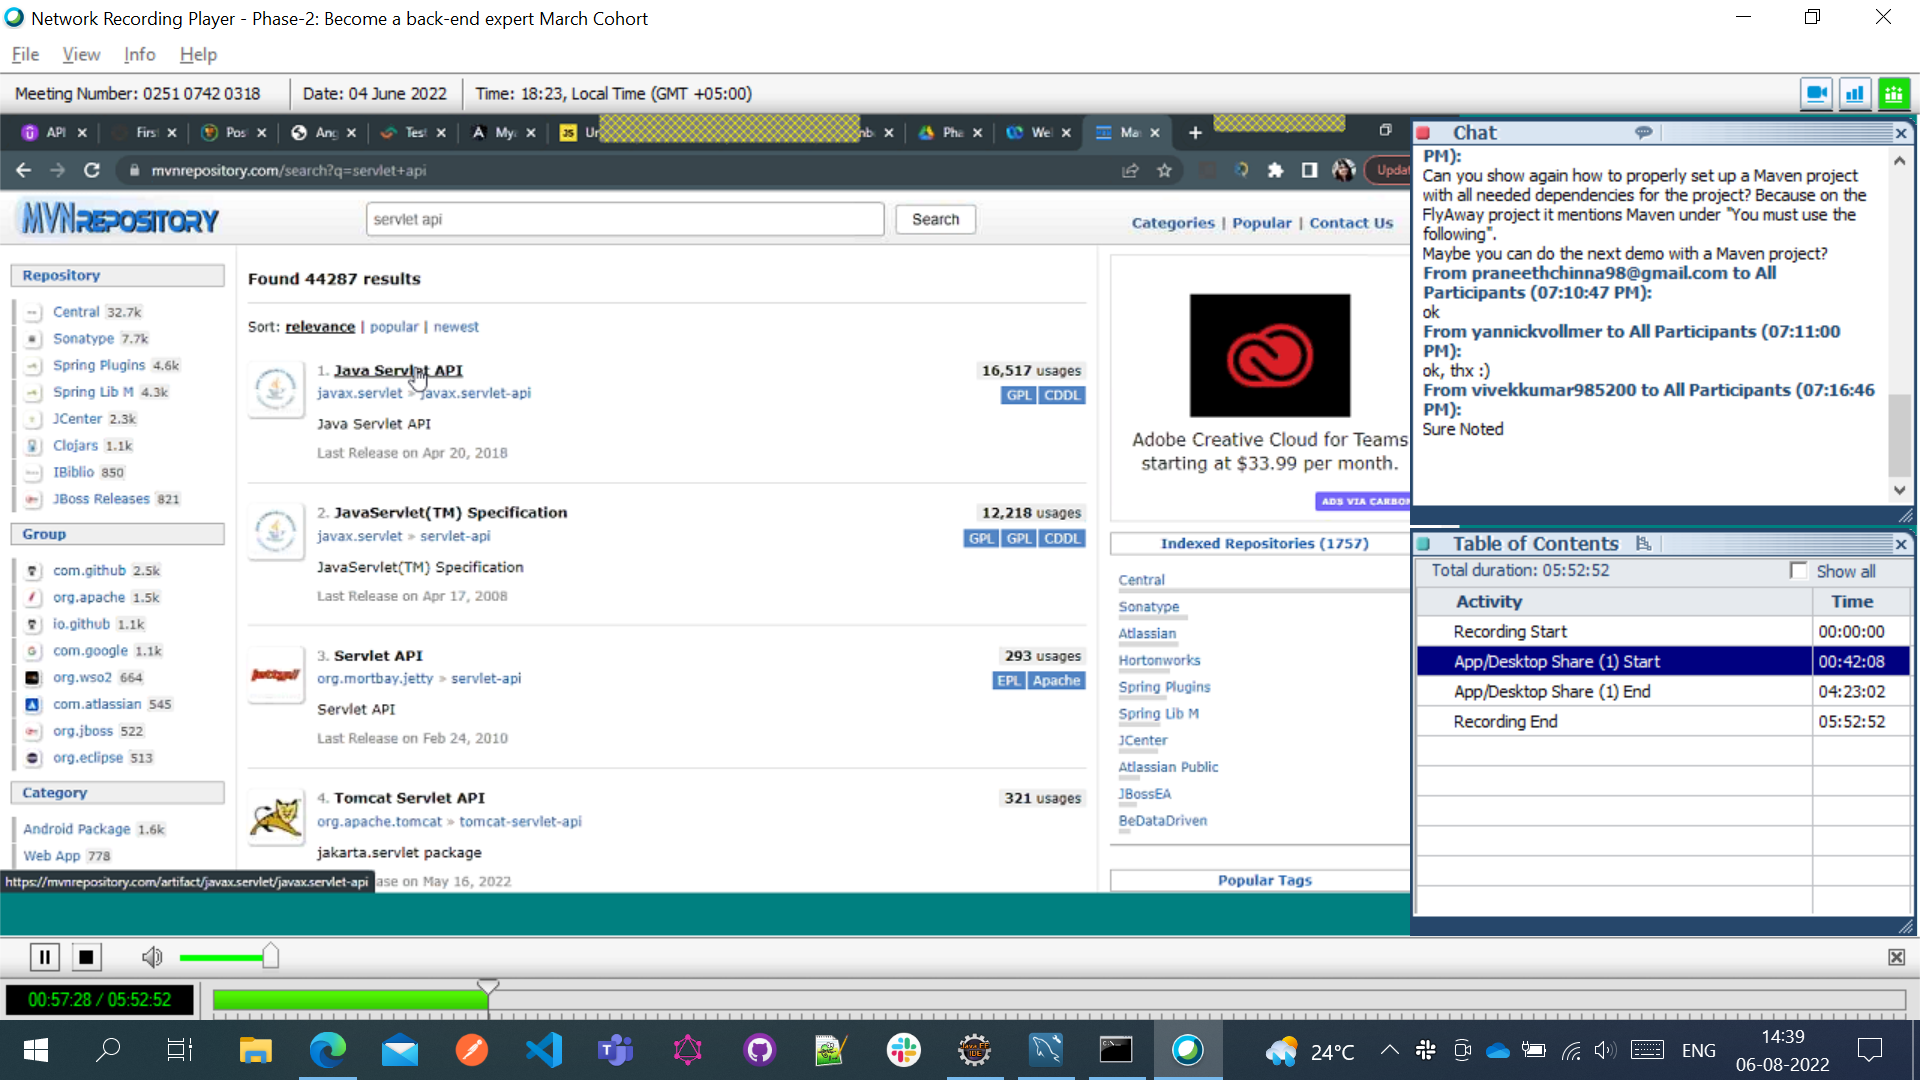 Network Recording Player - Phase-2: Become a back-end expert March Cohort
File View Info Help
Meeting Number: 0251 0742 0318 Date: 04 June 2022 Time: 18:23, Local Time (GMT +05:00)
API Firs Pos Ang Test My JS Ur Pha We Ma
mvnrepository.com/search?q=servlet+api Updat
MVNREPOSITORY servlet api Search Categories | Popular | Contact Us
Repository
Central 32.7k
Sonatype 7.7k
Spring Plugins 4.6k
Spring Lib M 4.3k
JCenter 2.3k
Clojars 1.1k
IBiblio 850
JBoss Releases 821
Group
com.github 2.5k
org.apache 1.5k
io.github 1.1k
com.google 1.1k
org.wso2 664
com.atlassian 545
org.jboss 522
org.eclipse 513
Category
Android Package 1.6k
Web App 778
https://mvnrepository.com/artifact/javax.servlet/javax.servlet-api
Found 44287 results
Sort: relevance | popular | newest
1. Java Servlet API 16,517 usages
javax.servlet » javax.servlet-api GPL CDDL
Java Servlet API
Last Release on Apr 20, 2018
2. JavaServlet(TM) Specification 12,218 usages
javax.servlet » servlet-api GPL GPL CDDL
JavaServlet(TM) Specification
Last Release on Apr 17, 2008
3. Servlet API 293 usages
org.mortbay.jetty » servlet-api EPL Apache
Servlet API
Last Release on Feb 24, 2010
4. Tomcat Servlet API 321 usages
org.apache.tomcat » tomcat-servlet-api
jakarta.servlet package
ase on May 16, 2022
Adobe Creative Cloud for Teams
starting at $33.99 per month.
ADS VIA CARBON
Indexed Repositories (1757)
Central
Sonatype
Atlassian
Hortonworks
Spring Plugins
Spring Lib M
JCenter
Atlassian Public
JBossEA
BeDataDriven
Popular Tags
Chat
PM):
Can you show again how to properly set up a Maven project
with all needed dependencies for the project? Because on the
FlyAway project it mentions Maven under "You must use the
following".
Maybe you can do the next demo with a Maven project?
From praneethchinna98@gmail.com to All
Participants (07:10:47 PM):
ok
From yannickvollmer to All Participants (07:11:00
PM):
ok, thx :)
From vivekkumar985200 to All Participants (07:16:46
PM):
Sure Noted
Table of Contents
Total duration: 05:52:52 Show all
Activity Time
Recording Start 00:00:00
App/Desktop Share (1) Start 00:42:08
App/Desktop Share (1) End 04:23:02
Recording End 05:52:52
00:57:28 / 05:52:52
24°C ENG 14:39
06-08-2022